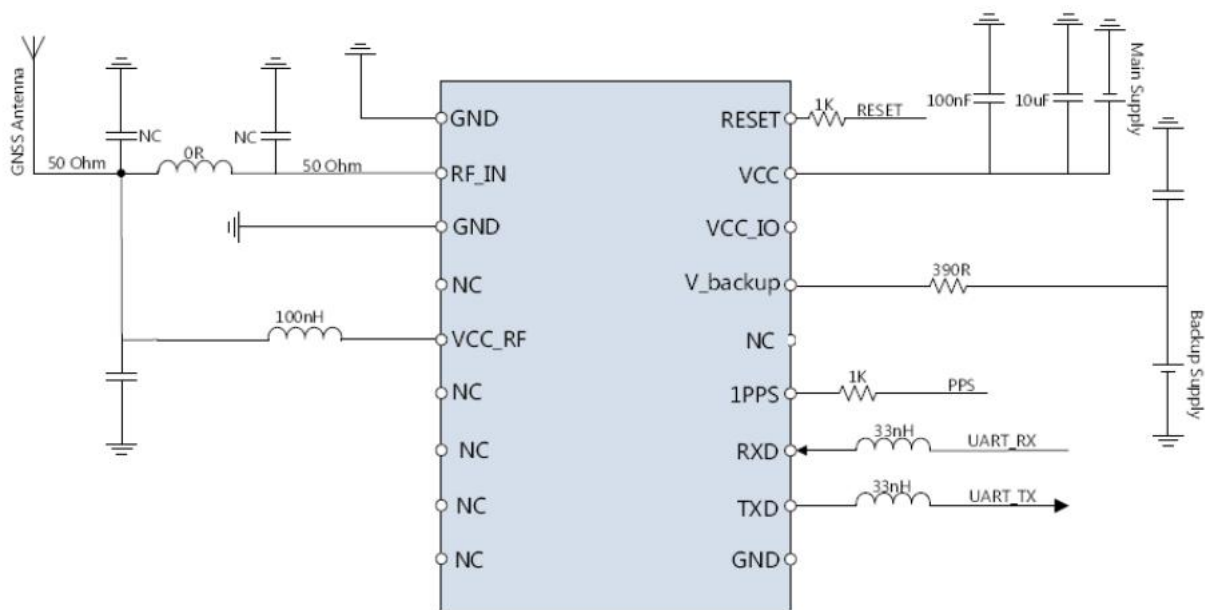 GNSS Antenna
NC
NC
50 Ohm
0R
50 Ohm
100nH
GND
RF_IN
GND
NC
VCC_RF
NC
NC
NC
NC
RESET
VCC
VCC_IO
V_backup
NC
1PPS
RXD
TXD
GND
1K
RESET
100nF
10uF
Main Supply
390R
Backup Supply
1K
PPS
33nH
UART_RX
33nH
UART_TX